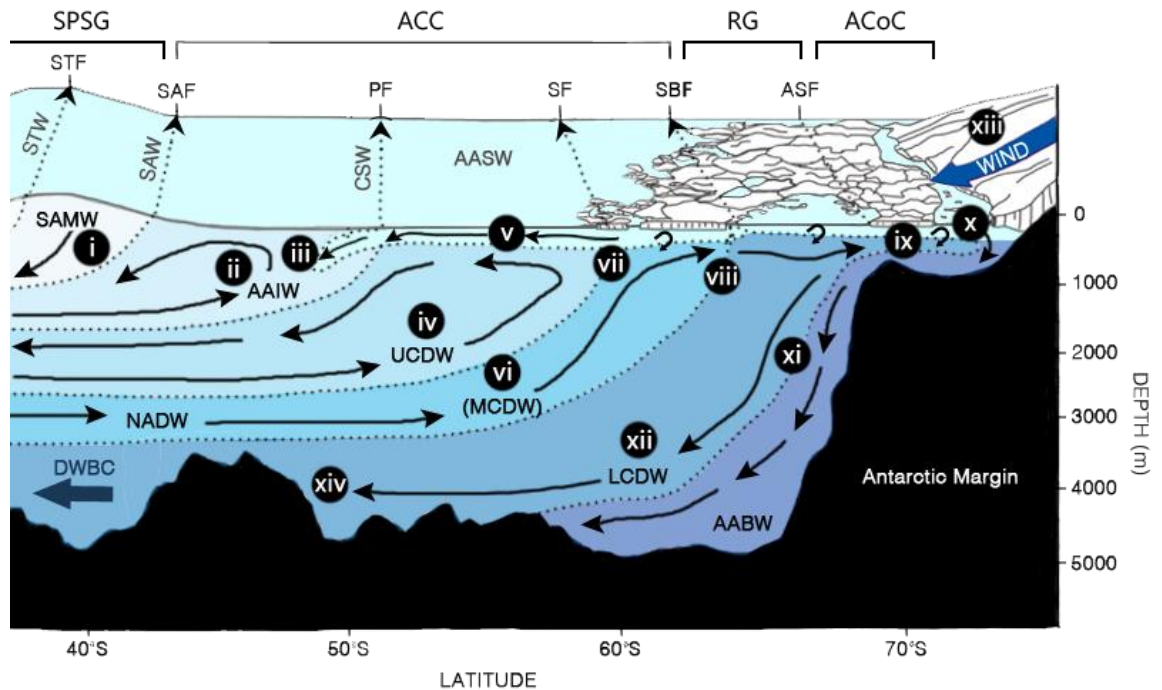 SPSG ACC RG ACoC
STF SAF PF SF SBF ASF
STW SAW CSW AASW
xiii
WIND
SAMW
i ii iii v vii viii ix x
AAIW
0
1000
iv
UCDW
xi
2000
vi
(MCDW)
NADW
3000
DEPTH (m)
xii
DWBC
LCDW
xiv
Antarctic Margin
4000
AABW
5000
40°S 50°S 60°S 70°S
LATITUDE